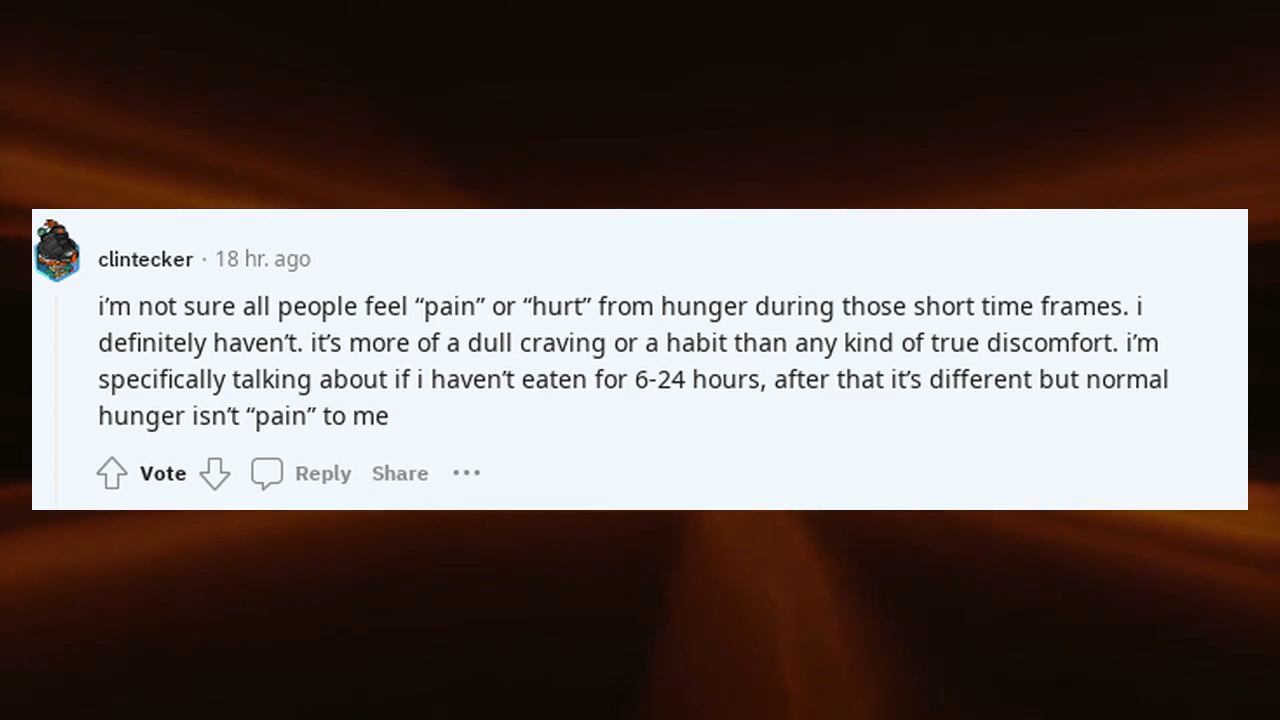 clintecker · 18 hr. ago
i’m not sure all people feel “pain” or “hurt” from hunger during those short time frames. i
definitely haven’t. it’s more of a dull craving or a habit than any kind of true discomfort. i’m
specifically talking about if i haven’t eaten for 6-24 hours, after that it’s different but normal
hunger isn’t “pain” to me
Vote Reply Share ···